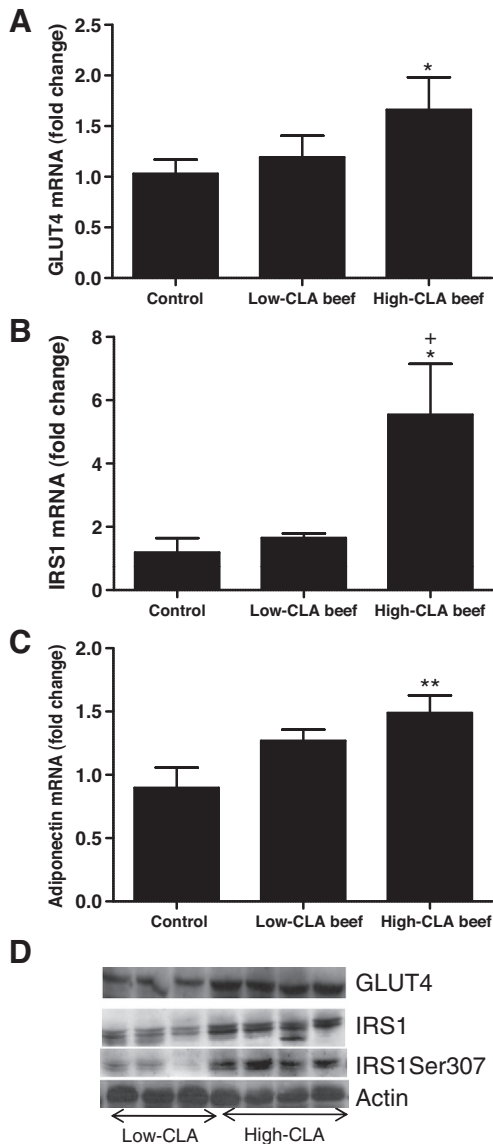 A
GLUT4 mRNA (fold change)
2.5
2.0
1.5
1.0
0.5
0.0
*
Control Low-CLA beef High-CLA beef
B
IRS1 mRNA (fold change)
8
6
4
2
0
+
*
Control Low-CLA beef High-CLA beef
C
Adiponectin mRNA (fold change)
2.0
1.5
1.0
0.5
0.0
**
Control Low-CLA beef High-CLA beef
D
GLUT4
IRS1
IRS1Ser307
Actin
Low-CLA High-CLA